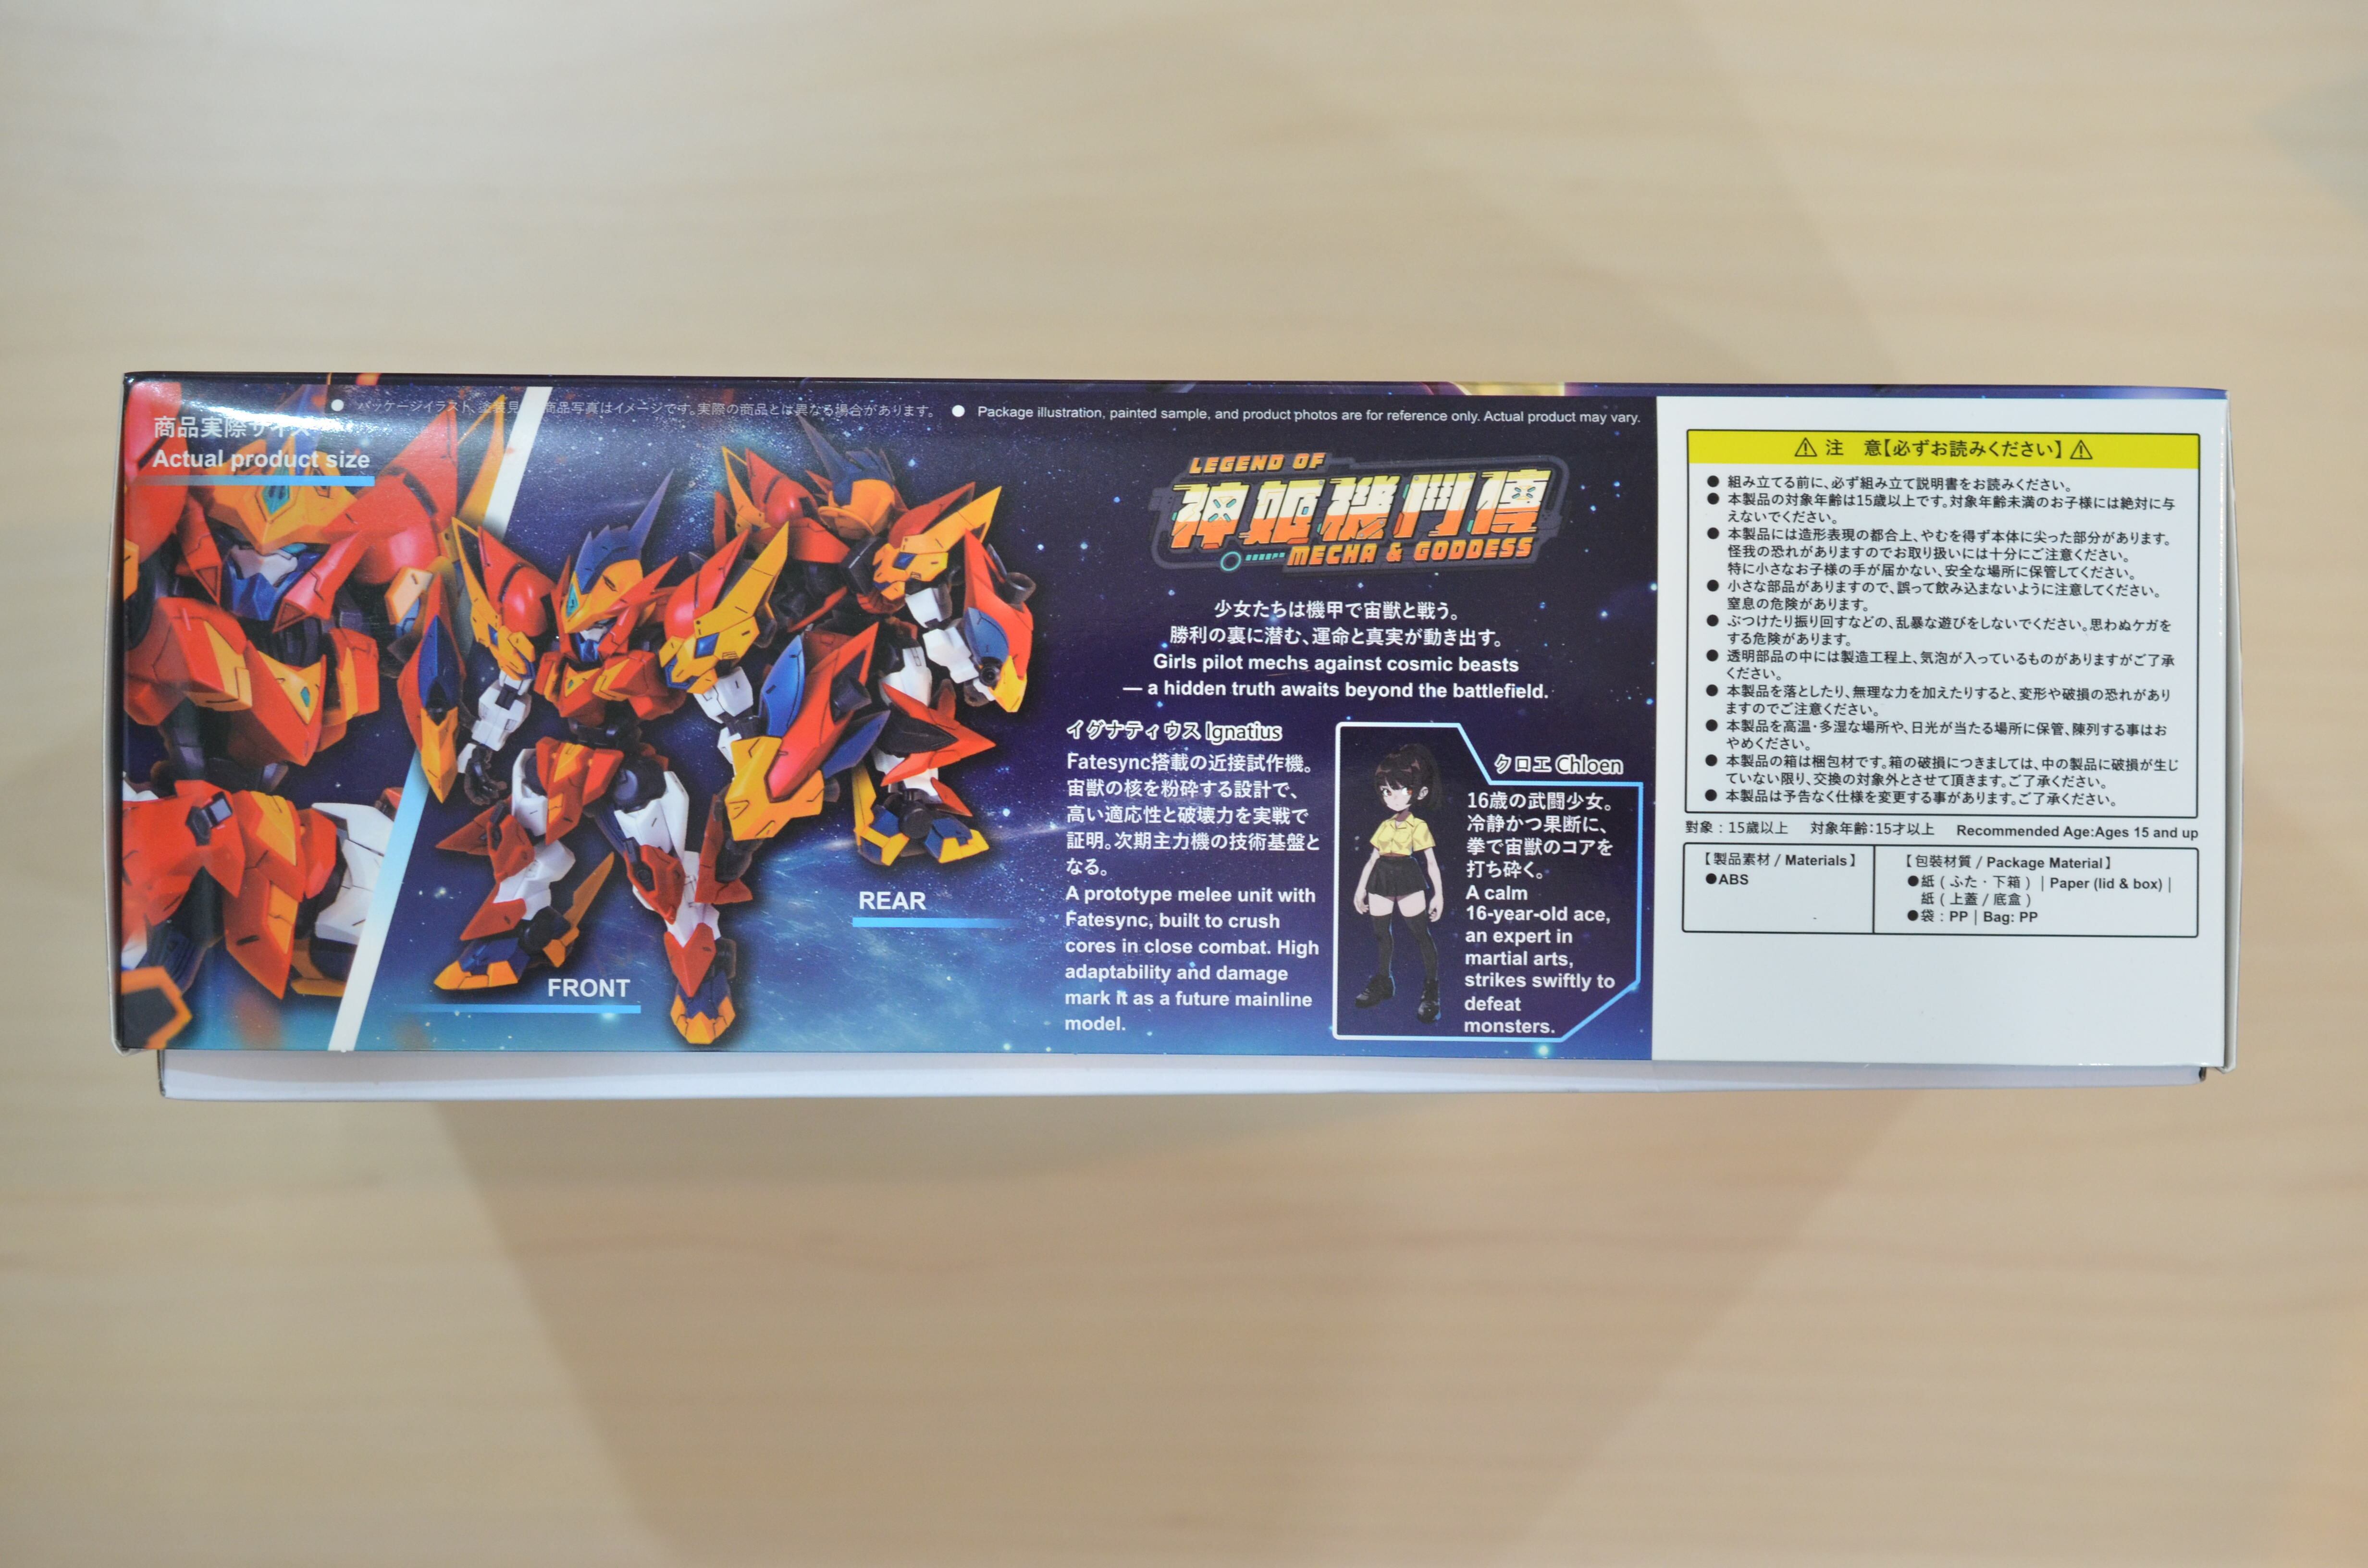 商品実際サイズ
Actual product size
● パッケージイラスト、塗装見 商品写真はイメージです。実際の商品とは異なる場合があります。 ● Package illustration, painted sample, and product photos are for reference only. Actual product may vary.
FRONT
REAR
LEGEND OF
神姬機鬥傳
MECHA & GODDESS
少女たちは機甲で宙獣と戦う。
勝利の裏に潜む、運命と真実が動き出す。
Girls pilot mechs against cosmic beasts
— a hidden truth awaits beyond the battlefield.
イグナティウス Ignatius
Fatesync搭載の近接試作機。
宙獣の核を粉砕する設計で、
高い適応性と破壊力を実戦で
証明。次期主力機の技術基盤と
なる。
A prototype melee unit with
Fatesync, built to crush
cores in close combat. High
adaptability and damage
mark it as a future mainline
model.
クロエ Chloen
16歳の武闘少女。
冷静かつ果断に、
拳で宙獣のコアを
打ち砕く。
A calm
16-year-old ace,
an expert in
martial arts,
strikes swiftly to
defeat
monsters.
⚠ 注 意【必ずお読みください】⚠
● 組み立てる前に、必ず組み立て説明書をお読みください。
● 本製品の対象年齢は15歳以上です。対象年齢未満のお子様には絶対に与
えないでください。
● 本製品には造形表現の都合上、やむを得ず本体に尖った部分があります。
怪我の恐れがありますのでお取り扱いには十分にご注意ください。
特に小さなお子様の手が届かない、安全な場所に保管してください。
● 小さな部品がありますので、誤って飲み込まないように注意してください。
窒息の危険があります。
● ぶつけたり振り回すなどの、乱暴な遊びをしないでください。思わぬケガを
する危険があります。
● 透明部品の中には製造工程上、気泡が入っているものがありますがご了承
ください。
● 本製品を落としたり、無理な力を加えたりすると、変形や破損の恐れがあり
ますのでご注意ください。
● 本製品を高温・多湿な場所や、日光が当たる場所に保管、陳列する事はお
やめください。
● 本製品の箱は梱包材です。箱の破損につきましては、中の製品に破損が生じ
ていない限り、交換の対象外とさせて頂きます。ご了承ください。
● 本製品は予告なく仕様を変更する事があります。ご了承ください。
對象：15歲以上 対象年齢：15才以上 Recommended Age:Ages 15 and up
【製品素材 / Materials】
●ABS
【包裝材質 / Package Material】
●紙（ふた・下箱）｜Paper (lid & box)｜
紙（上蓋 / 底盒）
●袋：PP｜Bag: PP